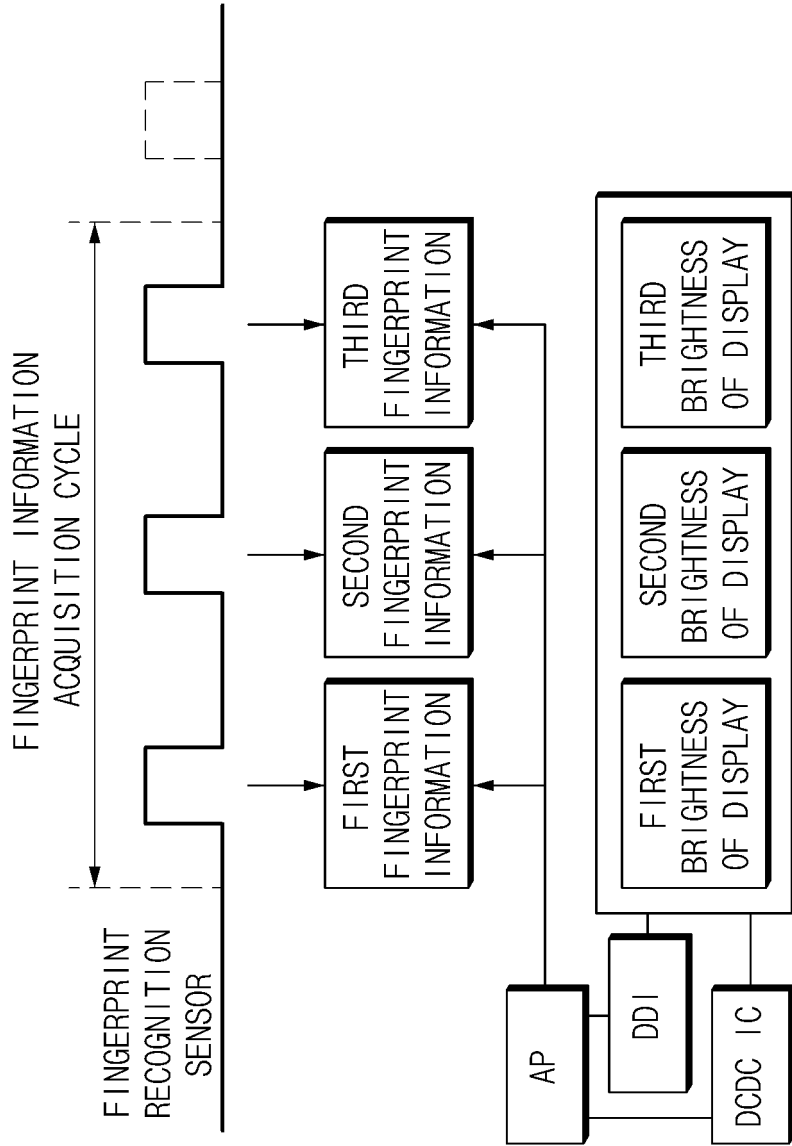 FINGERPRINT INFORMATION
ACQUISITION CYCLE
FINGERPRINT
RECOGNITION
SENSOR
FIRST
FINGERPRINT
INFORMATION
SECOND
FINGERPRINT
INFORMATION
THIRD
FINGERPRINT
INFORMATION
AP
DDI
DCDC IC
FIRST
BRIGHTNESS
OF DISPLAY
SECOND
BRIGHTNESS
OF DISPLAY
THIRD
BRIGHTNESS
OF DISPLAY